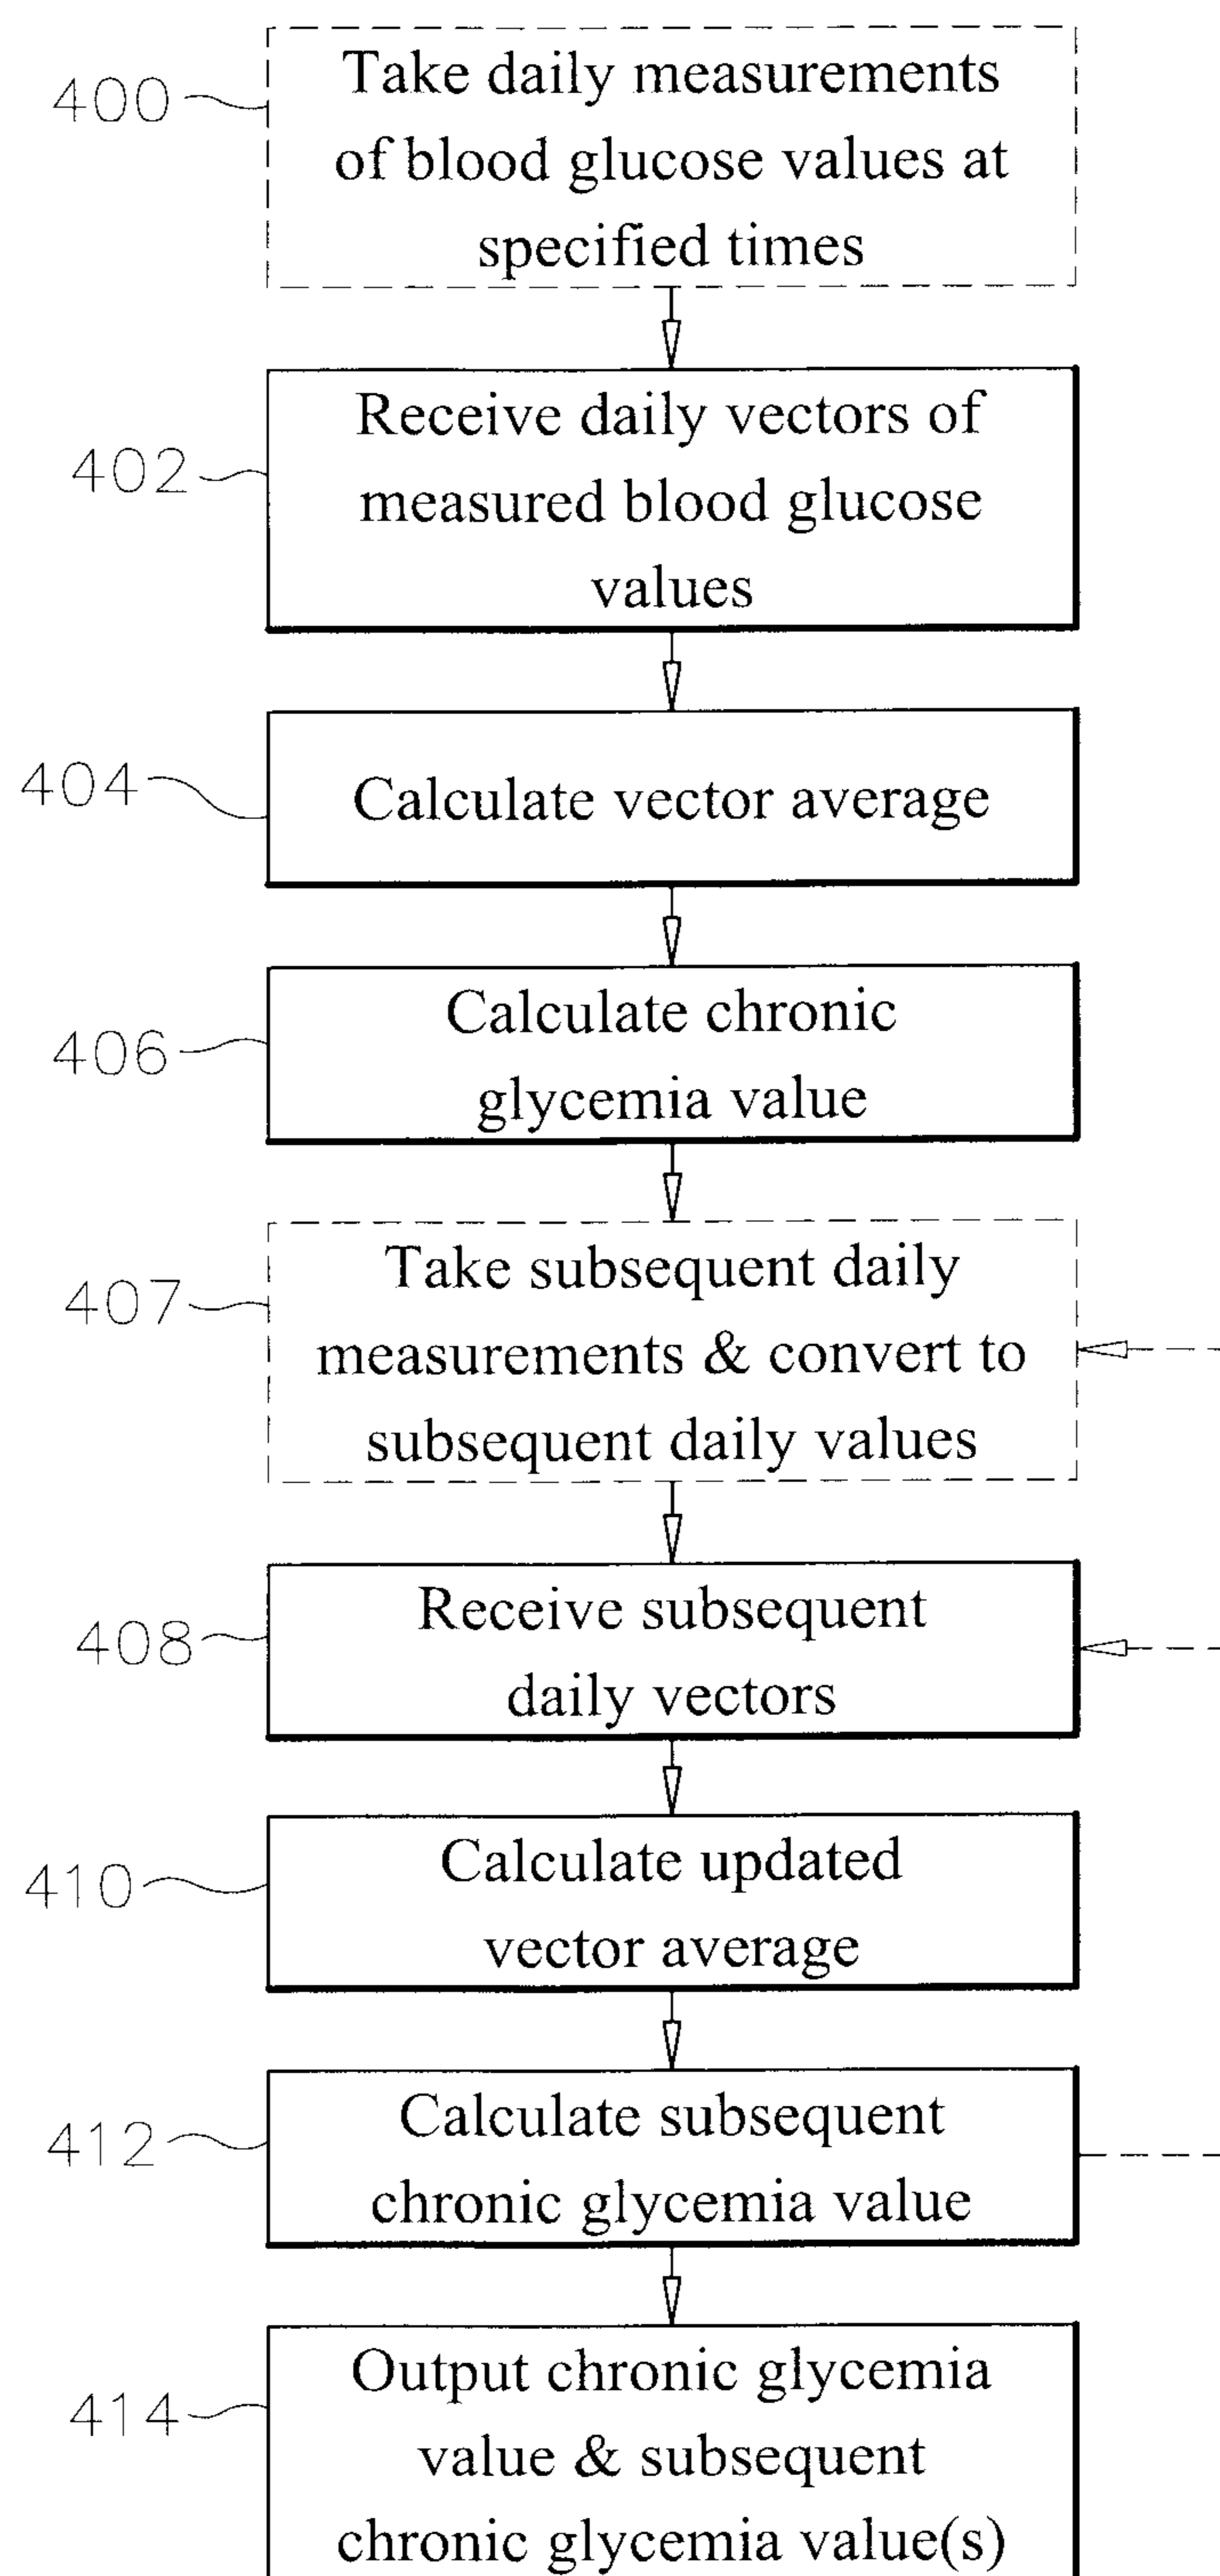 400
Take daily measurements
of blood glucose values at
specified times
402
Receive daily vectors of
measured blood glucose
values
404
Calculate vector average
406
Calculate chronic
glycemia value
407
Take subsequent daily
measurements & convert to
subsequent daily values
408
Receive subsequent
daily vectors
410
Calculate updated
vector average
412
Calculate subsequent
chronic glycemia value
414
Output chronic glycemia
value & subsequent
chronic glycemia value(s)